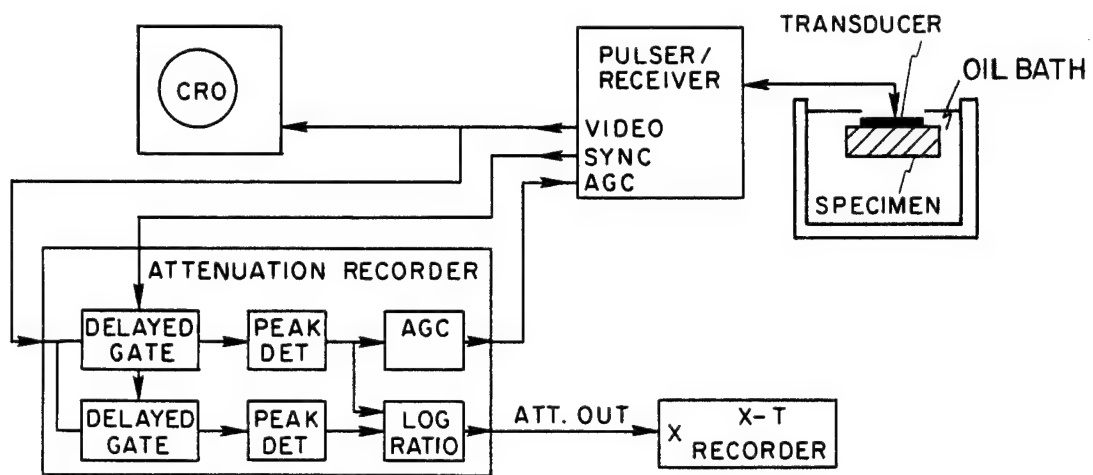 TRANSDUCER
PULSER/
RECEIVER
OIL BATH
CRO
VIDEO
SYNC
AGC
SPECIMEN
ATTENUATION RECORDER
DELAYED
GATE
PEAK
DET
AGC
DELAYED
GATE
PEAK
DET
LOG
RATIO
ATT. OUT
X
X-T
RECORDER